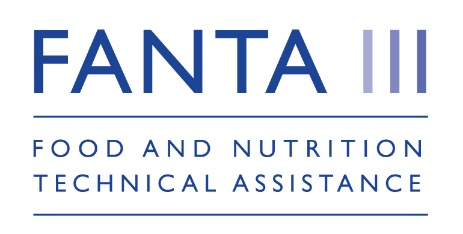 FANTA III
FOOD AND NUTRITION
TECHNICAL ASSISTANCE